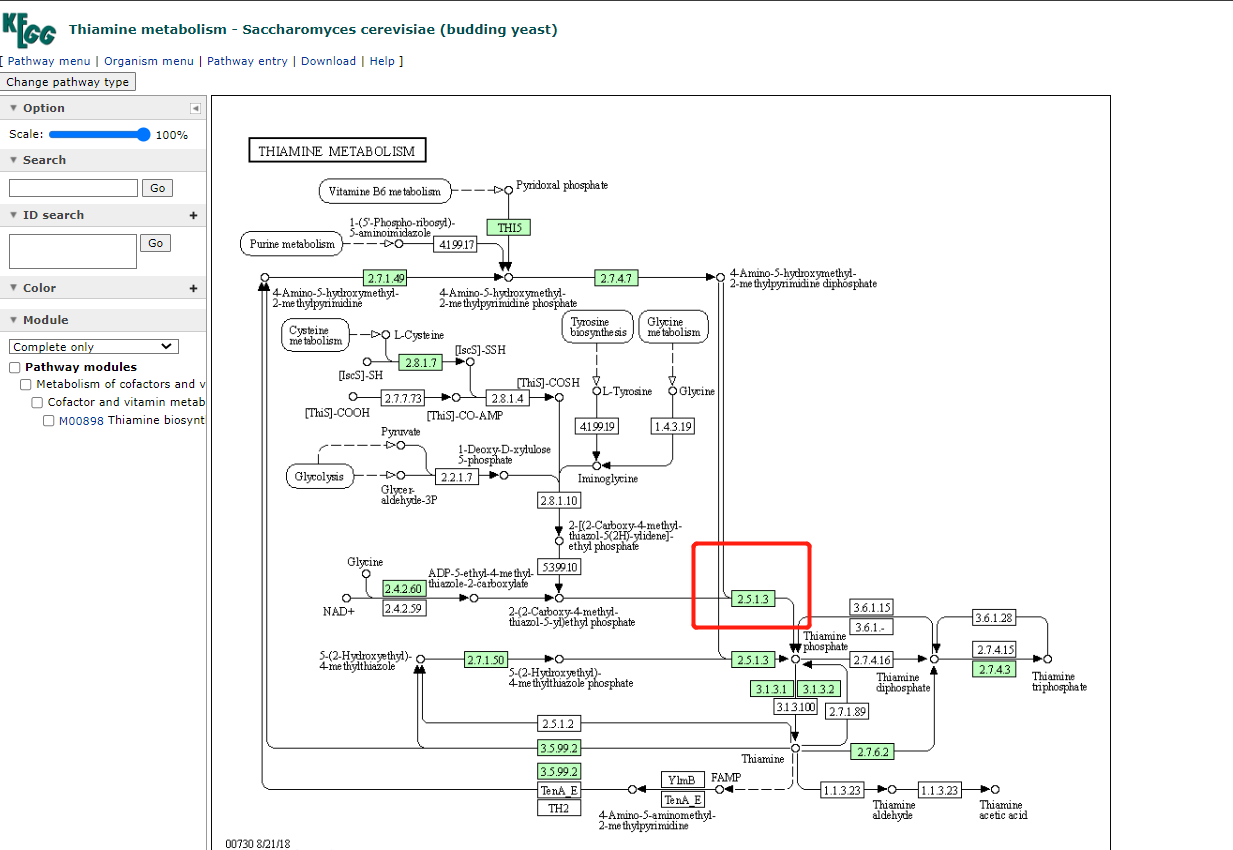 KEGG
Thiamine metabolism - Saccharomyces cerevisiae (budding yeast)
[ Pathway menu | Organism menu | Pathway entry | Download | Help ]
Change pathway type
Option
Scale: 100%
Search
Go
ID search +
Go
Color +
Module
Complete only
Pathway modules
Metabolism of cofactors and v
Cofactor and vitamin metab
M00898 Thiamine biosynt
THIAMINE METABOLISM
Vitamine B6 metabolism
Pyridoxal phosphate
1-(5'-Phospho-ribosyl)-
5-aminoimidazole
THI5
Purine metabolism
4.1.99.17
2.7.1.49
2.7.4.7
4-Amino-5-hydroxymethyl-
2-methylpyrimidine diphosphate
4-Amino-5-hydroxymethyl-
2-methylpyrimidine
4-Amino-5-hydroxymethyl-
2-methylpyrimidine phosphate
Cysteine
metabolism
L-Cysteine
Tyrosine
biosynthesis
Glycine
metabolism
[IscS]-SSH
2.8.1.7
[IscS]-SH
[ThiS]-COSH
L-Tyrosine
Glycine
2.7.7.73
2.8.1.4
[ThiS]-COOH
[ThiS]-CO-AMP
4.1.99.19
1.4.3.19
Pyruvate
1-Deoxy-D-xylulose
5-phosphate
Glycolysis
2.2.1.7
Iminoglycine
Glycer-
aldehyde-3P
2.8.1.10
2-[(2-Carboxy-4-methyl-
thiazol-5(2H)-ylidene]-
ethyl phosphate
Glycine
5.3.99.10
ADP-5-ethyl-4-methyl-
thiazole-2-carboxylate
2.4.2.60
2.4.2.59
NAD+
2-(2-Carboxy-4-methyl-
thiazol-5-yl)ethyl phosphate
2.5.1.3
3.6.1.15
3.6.1.-
3.6.1.28
Thiamine
phosphate
5-(2-Hydroxyethyl)-
4-methylthiazole
2.7.1.50
5-(2-Hydroxyethyl)-
4-methylthiazole phosphate
2.5.1.3
2.7.4.16
2.7.4.15
2.7.4.3
Thiamine
diphosphate
Thiamine
triphosphate
3.1.3.1
3.1.3.2
3.1.3.100
2.7.1.89
2.5.1.2
3.5.99.2
Thiamine
2.7.6.2
3.5.99.2
TenA_E
TH2
YlmB
TenA_E
FAMP
4-Amino-5-aminomethyl-
2-methylpyrimidine
1.1.3.23
Thiamine
aldehyde
1.1.3.23
Thiamine
acetic acid
00730 8/21/18